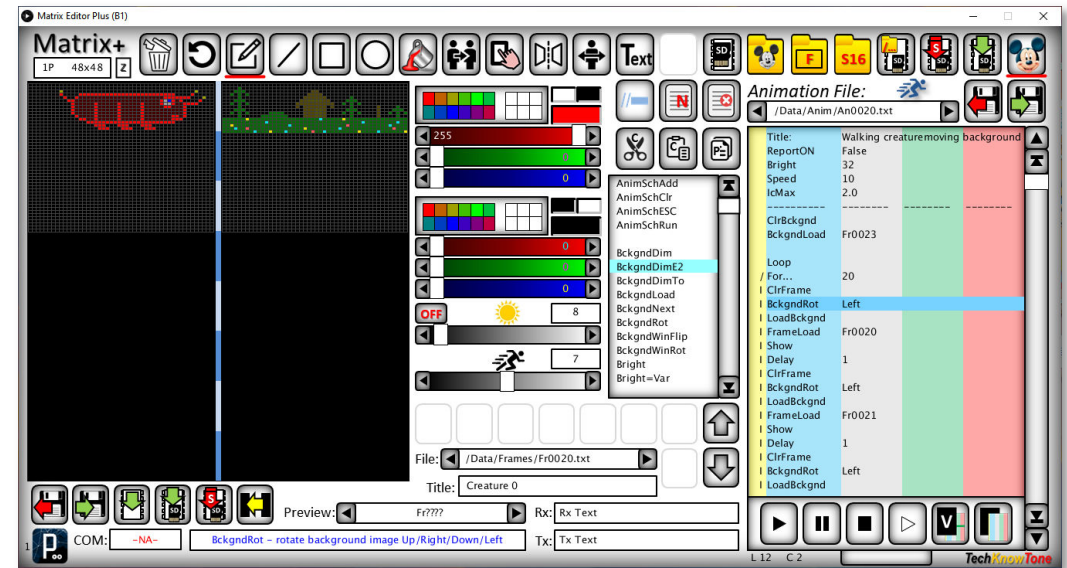 Matrix Editor Plus (B1)
Matrix+
1P 48x48 Z
Text
SD
F
S16
SD
S
SD
SD
// N
Animation File:
/Data/Anim/An0020.txt
255
0
0
C
P
AnimSchAdd
AnimSchClr
AnimSchESC
AnimSchRun
BckgndDim
BckgndDimE2
BckgndDimTo
BckgndLoad
BckgndNext
BckgndRot
BckgndWinFlip
BckgndWinRot
Bright
Bright=Var
0
0
0
OFF 8
7
Title: Walking creaturemoving background
ReportON False
Bright 32
Speed 10
IcMax 2.0
---------- -------- -------- --------
ClrBckgnd
BckgndLoad Fr0023
Loop
/ For... 20
I ClrFrame
I BckgndRot Left
I LoadBckgnd
I FrameLoad Fr0020
I Show
I Delay 1
I ClrFrame
I BckgndRot Left
I LoadBckgnd
I FrameLoad Fr0021
I Show
I Delay 1
I ClrFrame
I BckgndRot Left
I LoadBckgnd
File: /Data/Frames/Fr0020.txt
Title: Creature 0
SD
S
SD
Preview: Fr????
Rx: Rx Text
1 P COM: -NA-
BckgndRot - rotate background image Up/Right/Down/Left
Tx: Tx Text
V
L 12 C 2
TechKnowTone